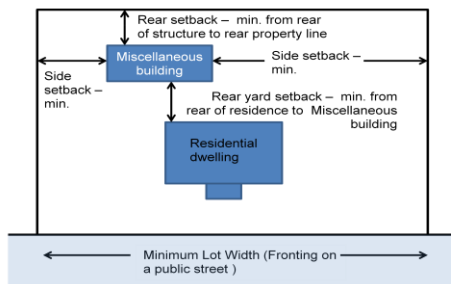 Rear setback – min. from rear
of structure to rear property line
Miscellaneous
building
Side
setback –
min.
Side setback –
min.
Rear yard setback – min. from
rear of residence to Miscellaneous
building
Residential
dwelling
Minimum Lot Width (Fronting on
a public street )